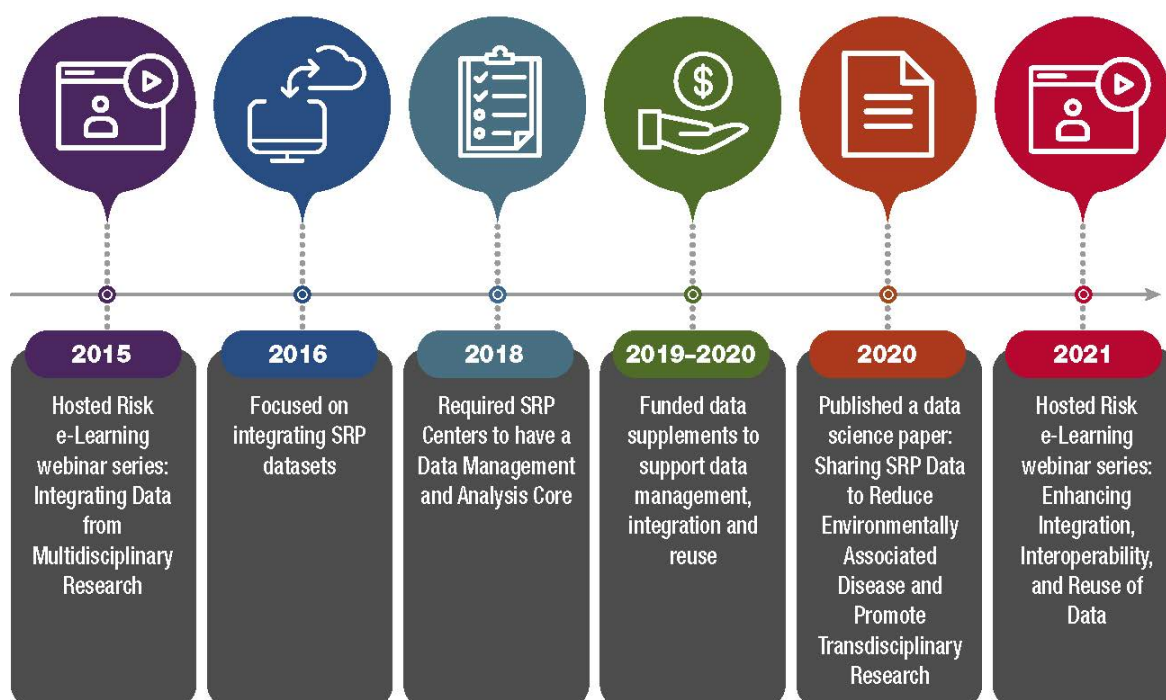 $
2015
Hosted Risk
e-Learning
webinar series:
Integrating Data
from
Multidisciplinary
Research
2016
Focused on
integrating SRP
datasets
2018
Required SRP
Centers to have a
Data Management
and Analysis Core
2019–2020
Funded data
supplements to
support data
management,
integration and
reuse
2020
Published a data
science paper:
Sharing SRP Data
to Reduce
Environmentally
Associated
Disease and
Promote
Transdisciplinary
Research
2021
Hosted Risk
e-Learning
webinar series:
Enhancing
Integration,
Interoperability,
and Reuse of
Data